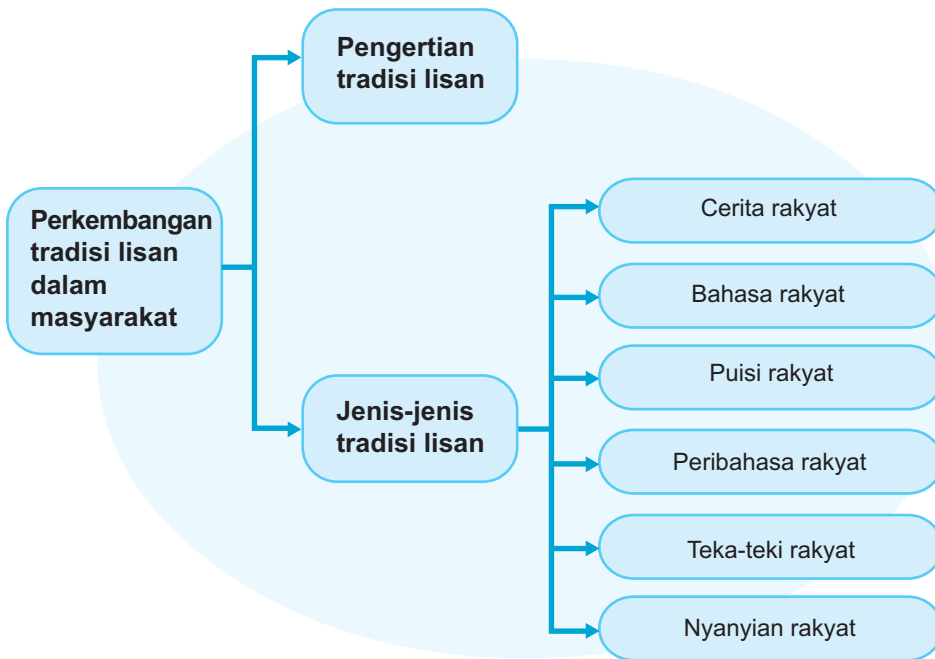 Pengertian
tradisi lisan
Perkembangan
tradisi lisan
dalam
masyarakat
Jenis-jenis
tradisi lisan
Cerita rakyat
Bahasa rakyat
Puisi rakyat
Peribahasa rakyat
Teka-teki rakyat
Nyanyian rakyat